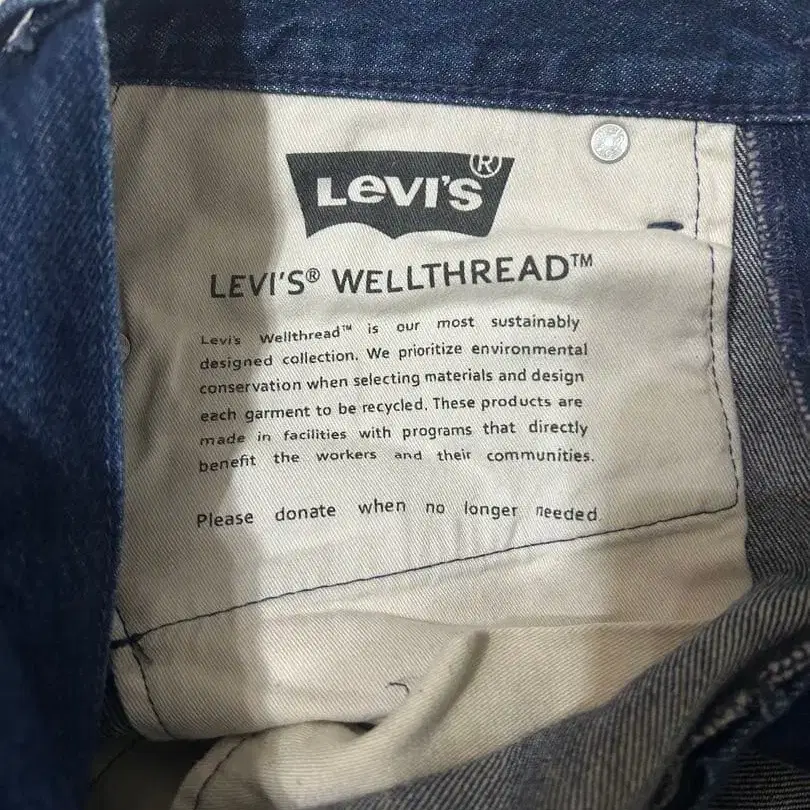 LEVI'S®
LEVI'S® WELLTHREAD™
Levi's Wellthread™ is our most sustainably
designed collection. We prioritize environmental
conservation when selecting materials and design
each garment to be recycled. These products are
made in facilities with programs that directly
benefit the workers and their communities.
Please donate when no longer needed